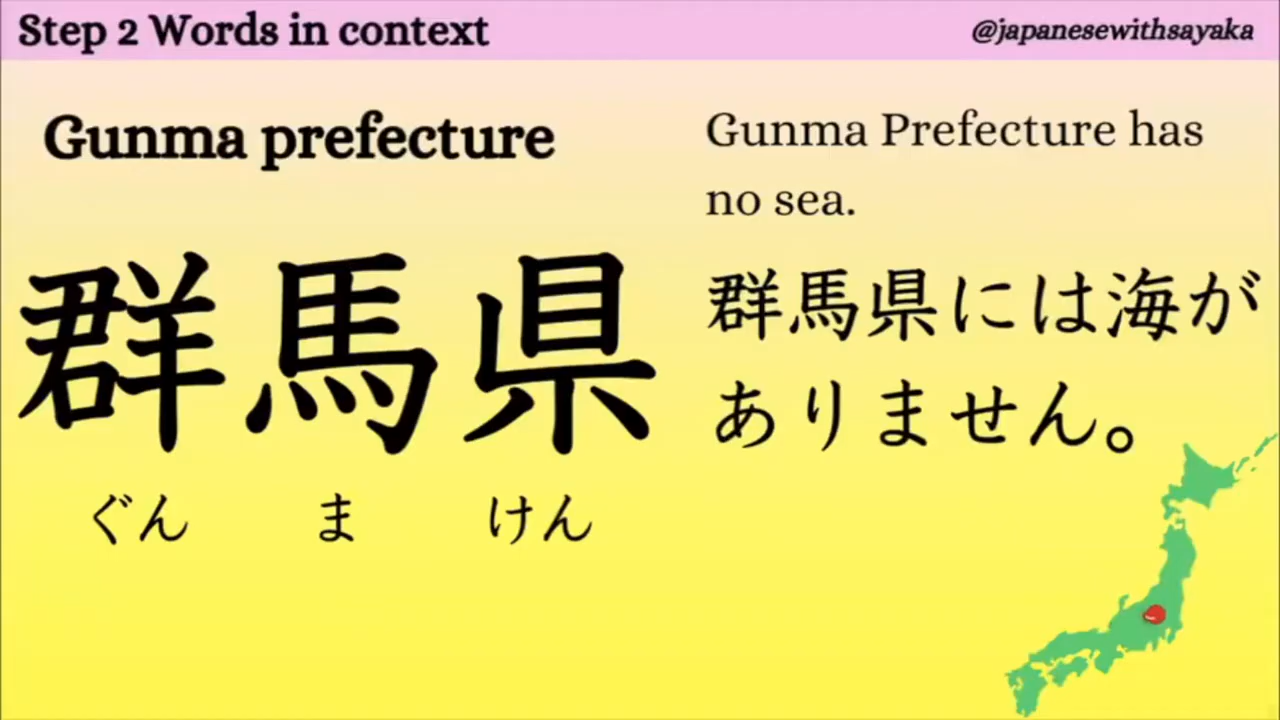 Step 2 Words in context
@japanesewithsayaka
Gunma prefecture
群馬県
ぐん ま けん
Gunma Prefecture has
no sea.
群馬県には海が
ありません。